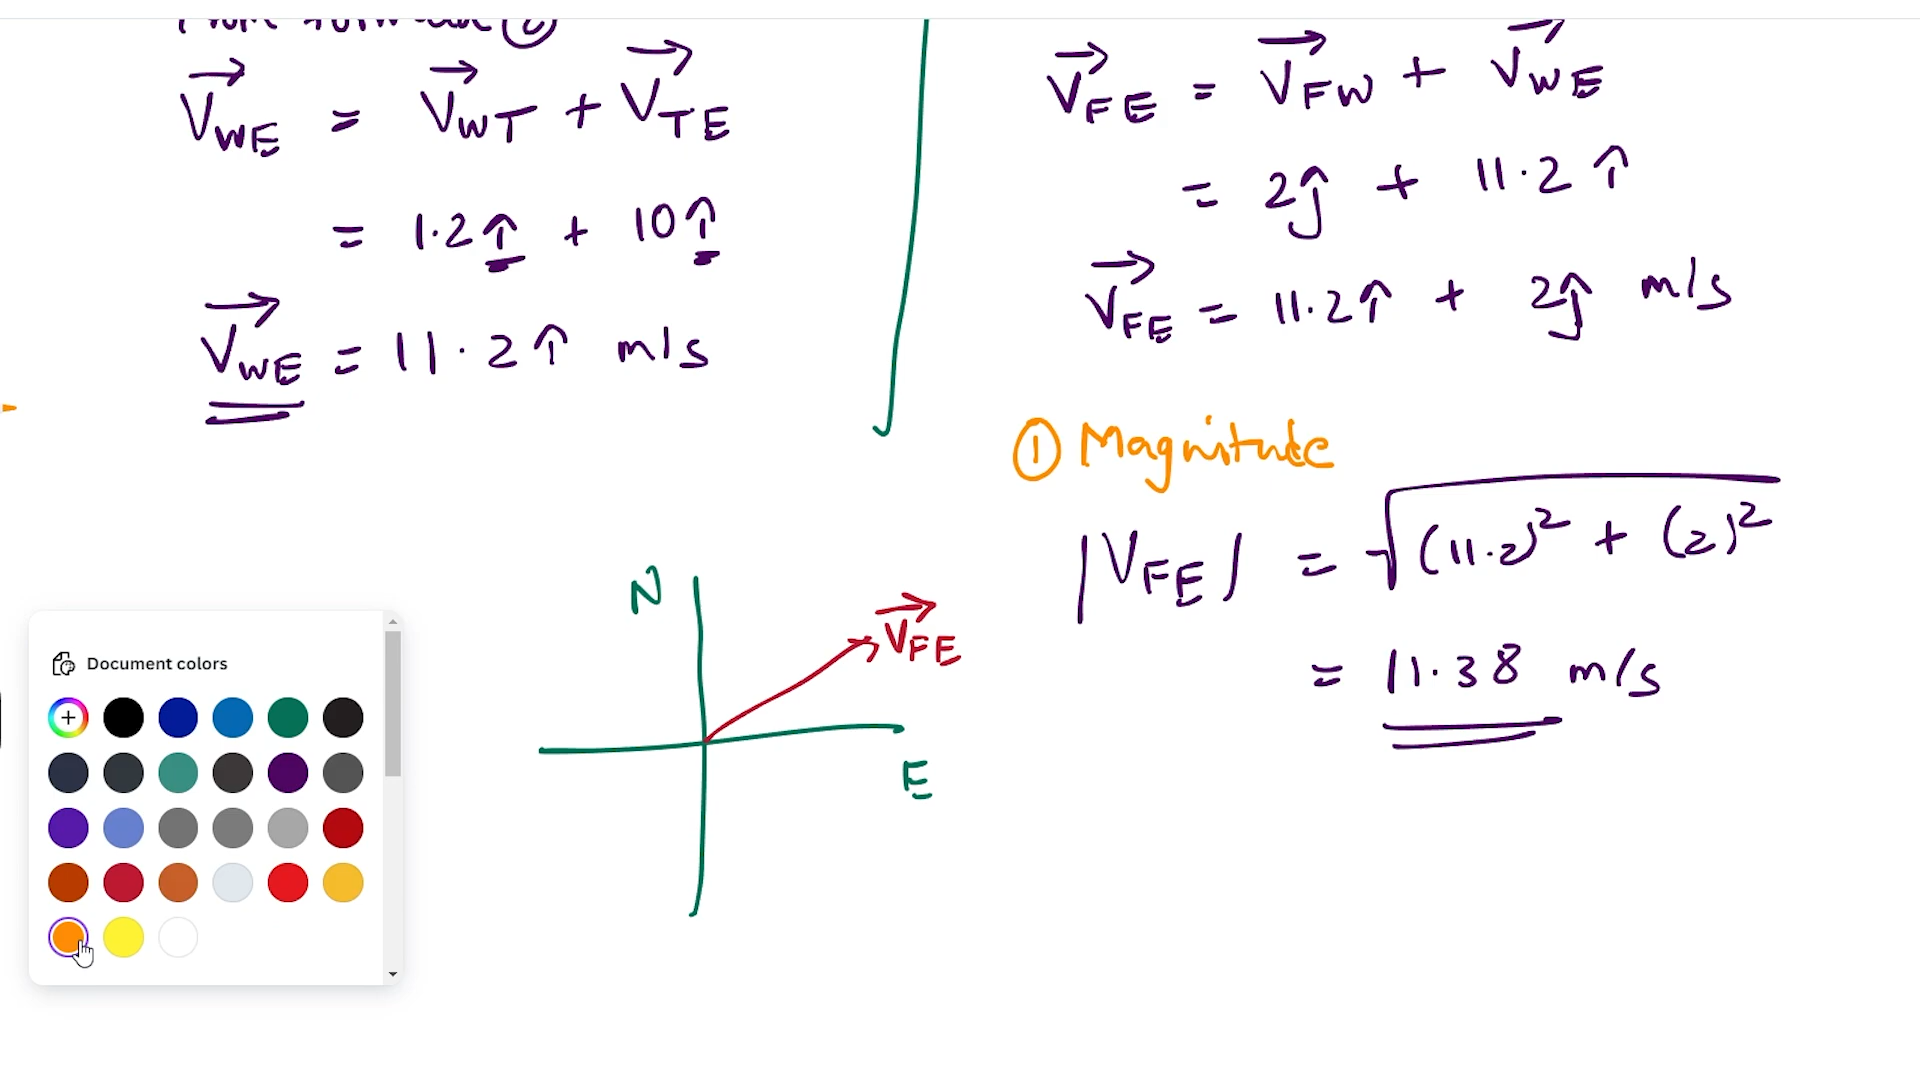 V⃗WE = V⃗WT + V⃗TE
= 1.2î + 10î
V⃗WE = 11.2î m/s
V⃗FE = V⃗FW + V⃗WE
= 2ĵ + 11.2î
V⃗FE = 11.2î + 2ĵ m/s
① Magnitude
|VFE| = √(11.2)² + (2)²
= 11.38 m/s
N
V⃗FE
E
Document colors